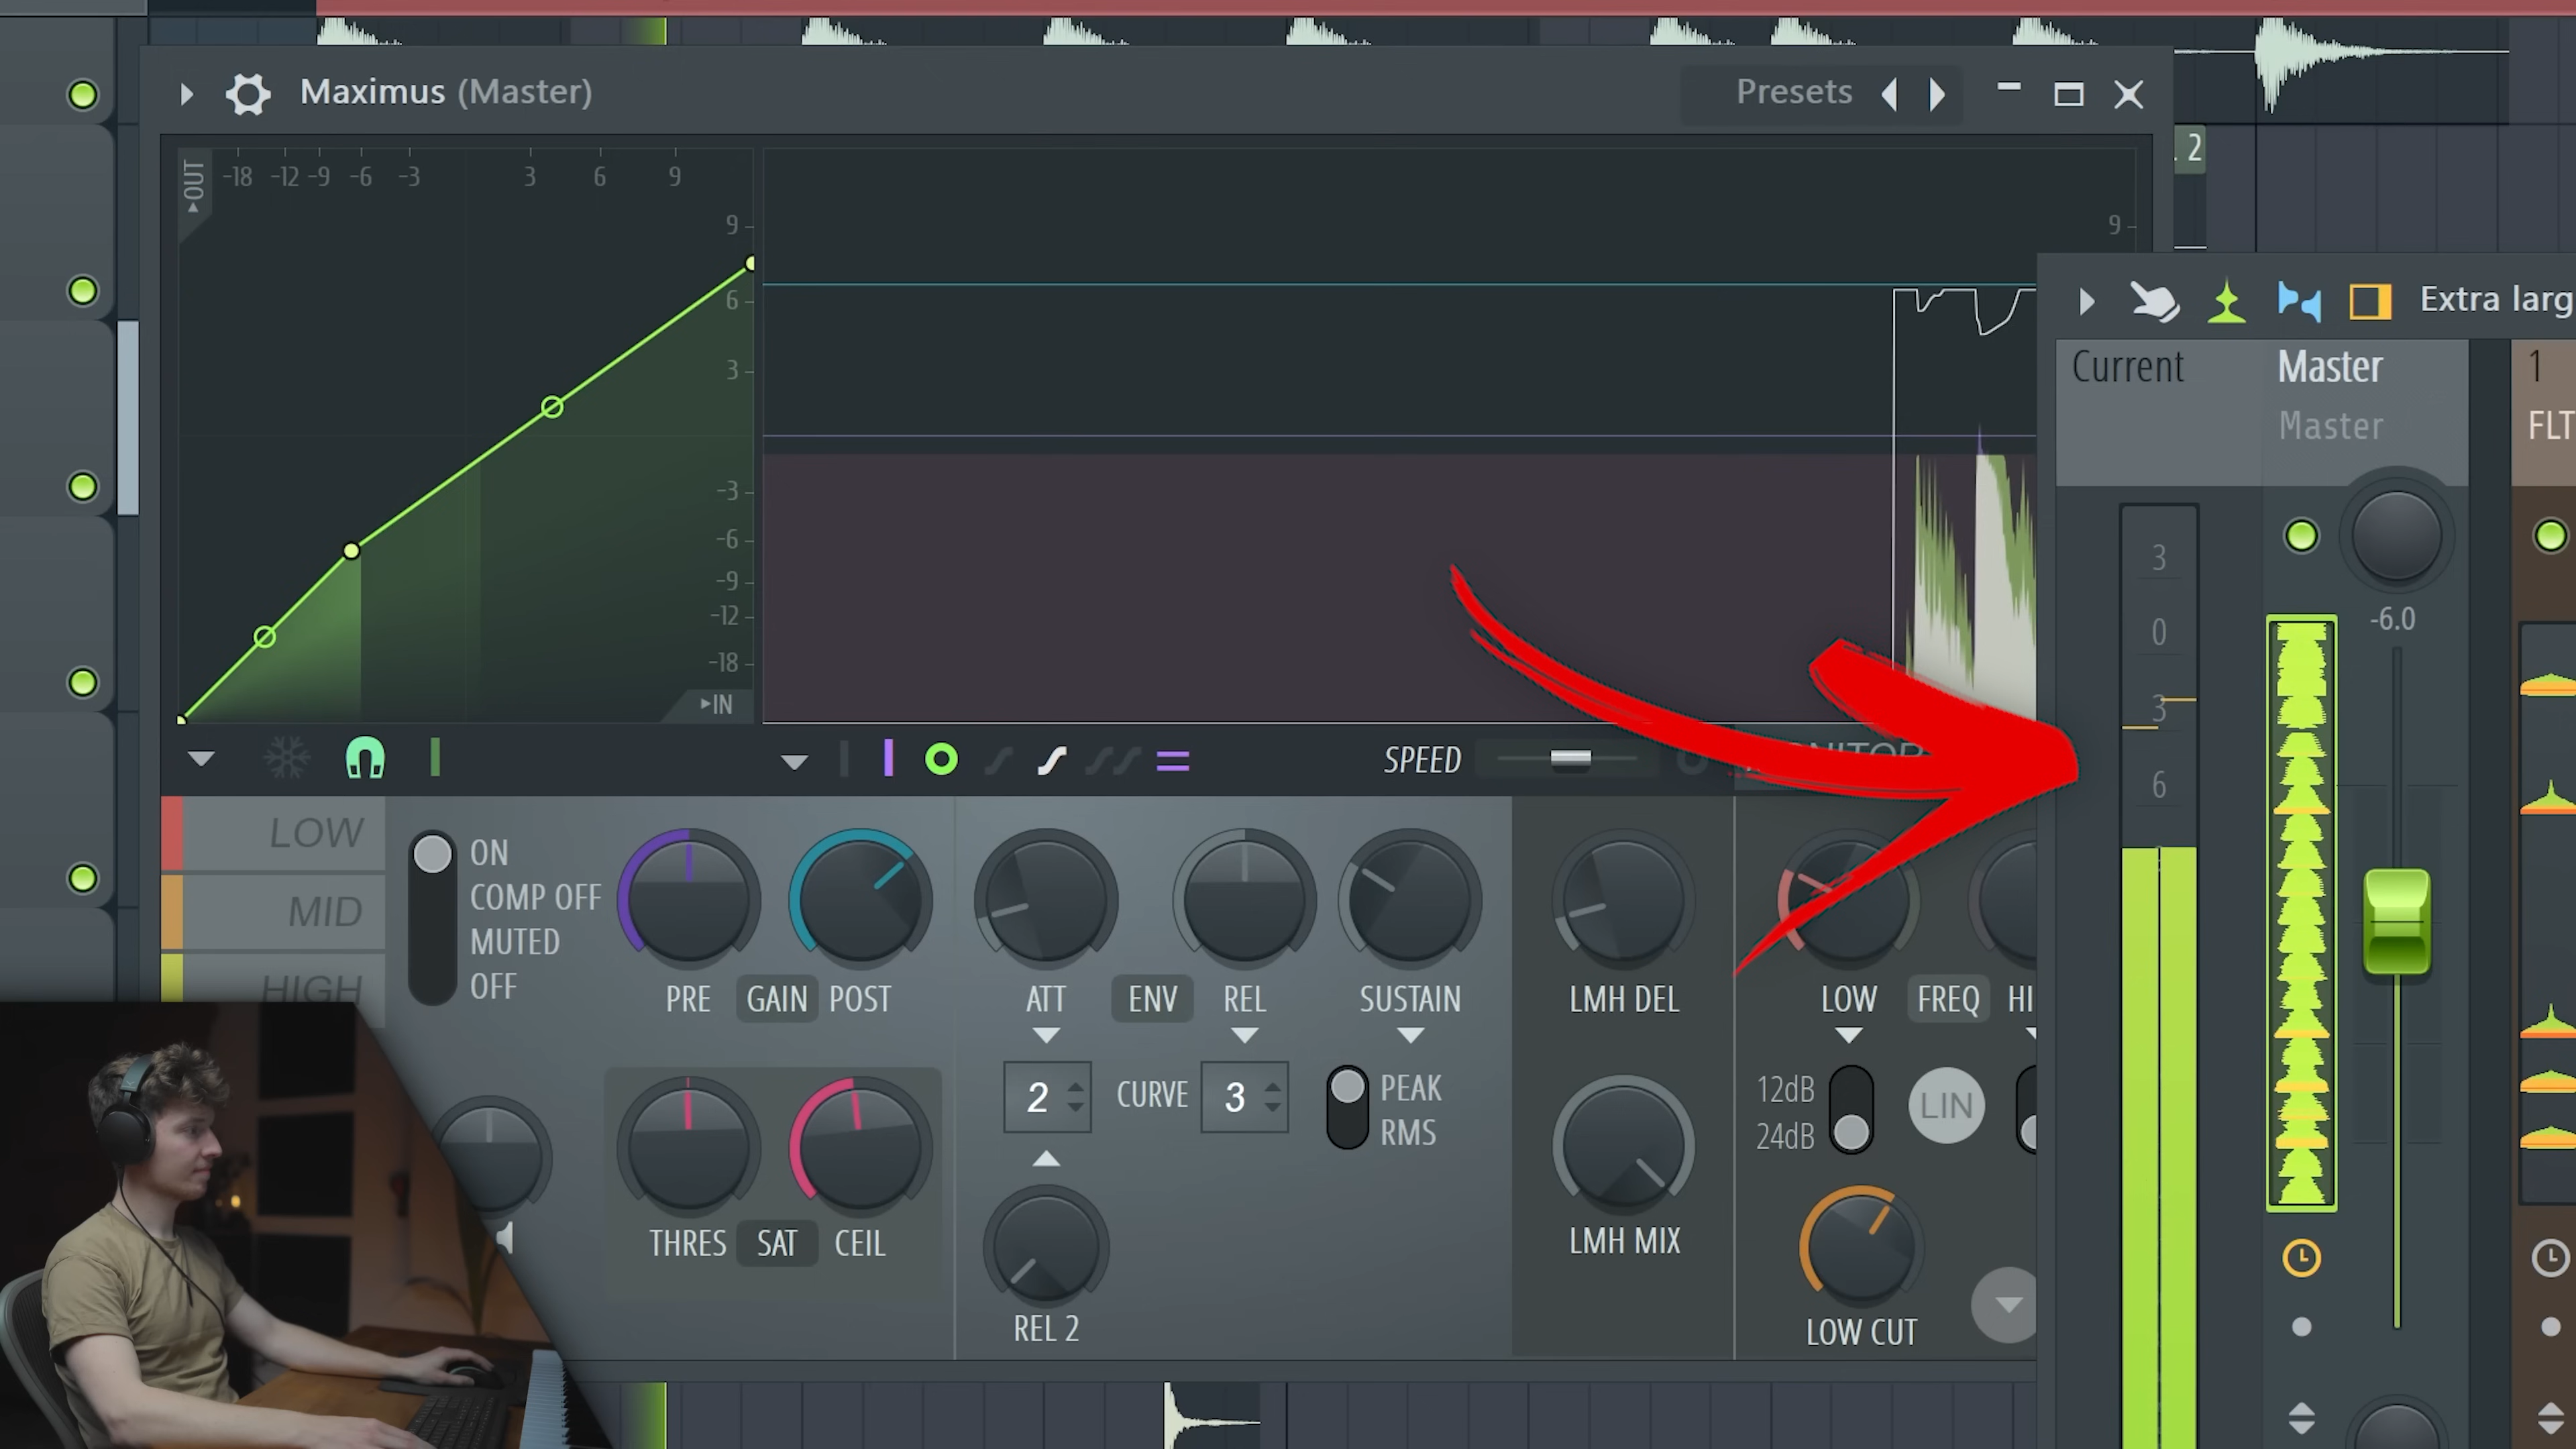 Maximus (Master)
Presets
OUT
-18 -12 -9 -6 -3 3 6 9
9
6
3
-3
-6
-9
-12
-18
IN
9
2
SPEED
LOW
MID
HIGH
ON
COMP OFF
MUTED
OFF
PRE GAIN POST
ATT ENV REL
SUSTAIN
LMH DEL
LOW FREQ HI
2 CURVE 3
PEAK
RMS
12dB
24dB
LIN
THRES SAT CEIL
REL 2
LMH MIX
LOW CUT
Extra larg
Current
Master
Master
1
FLT
3
0
3
6
-6.0